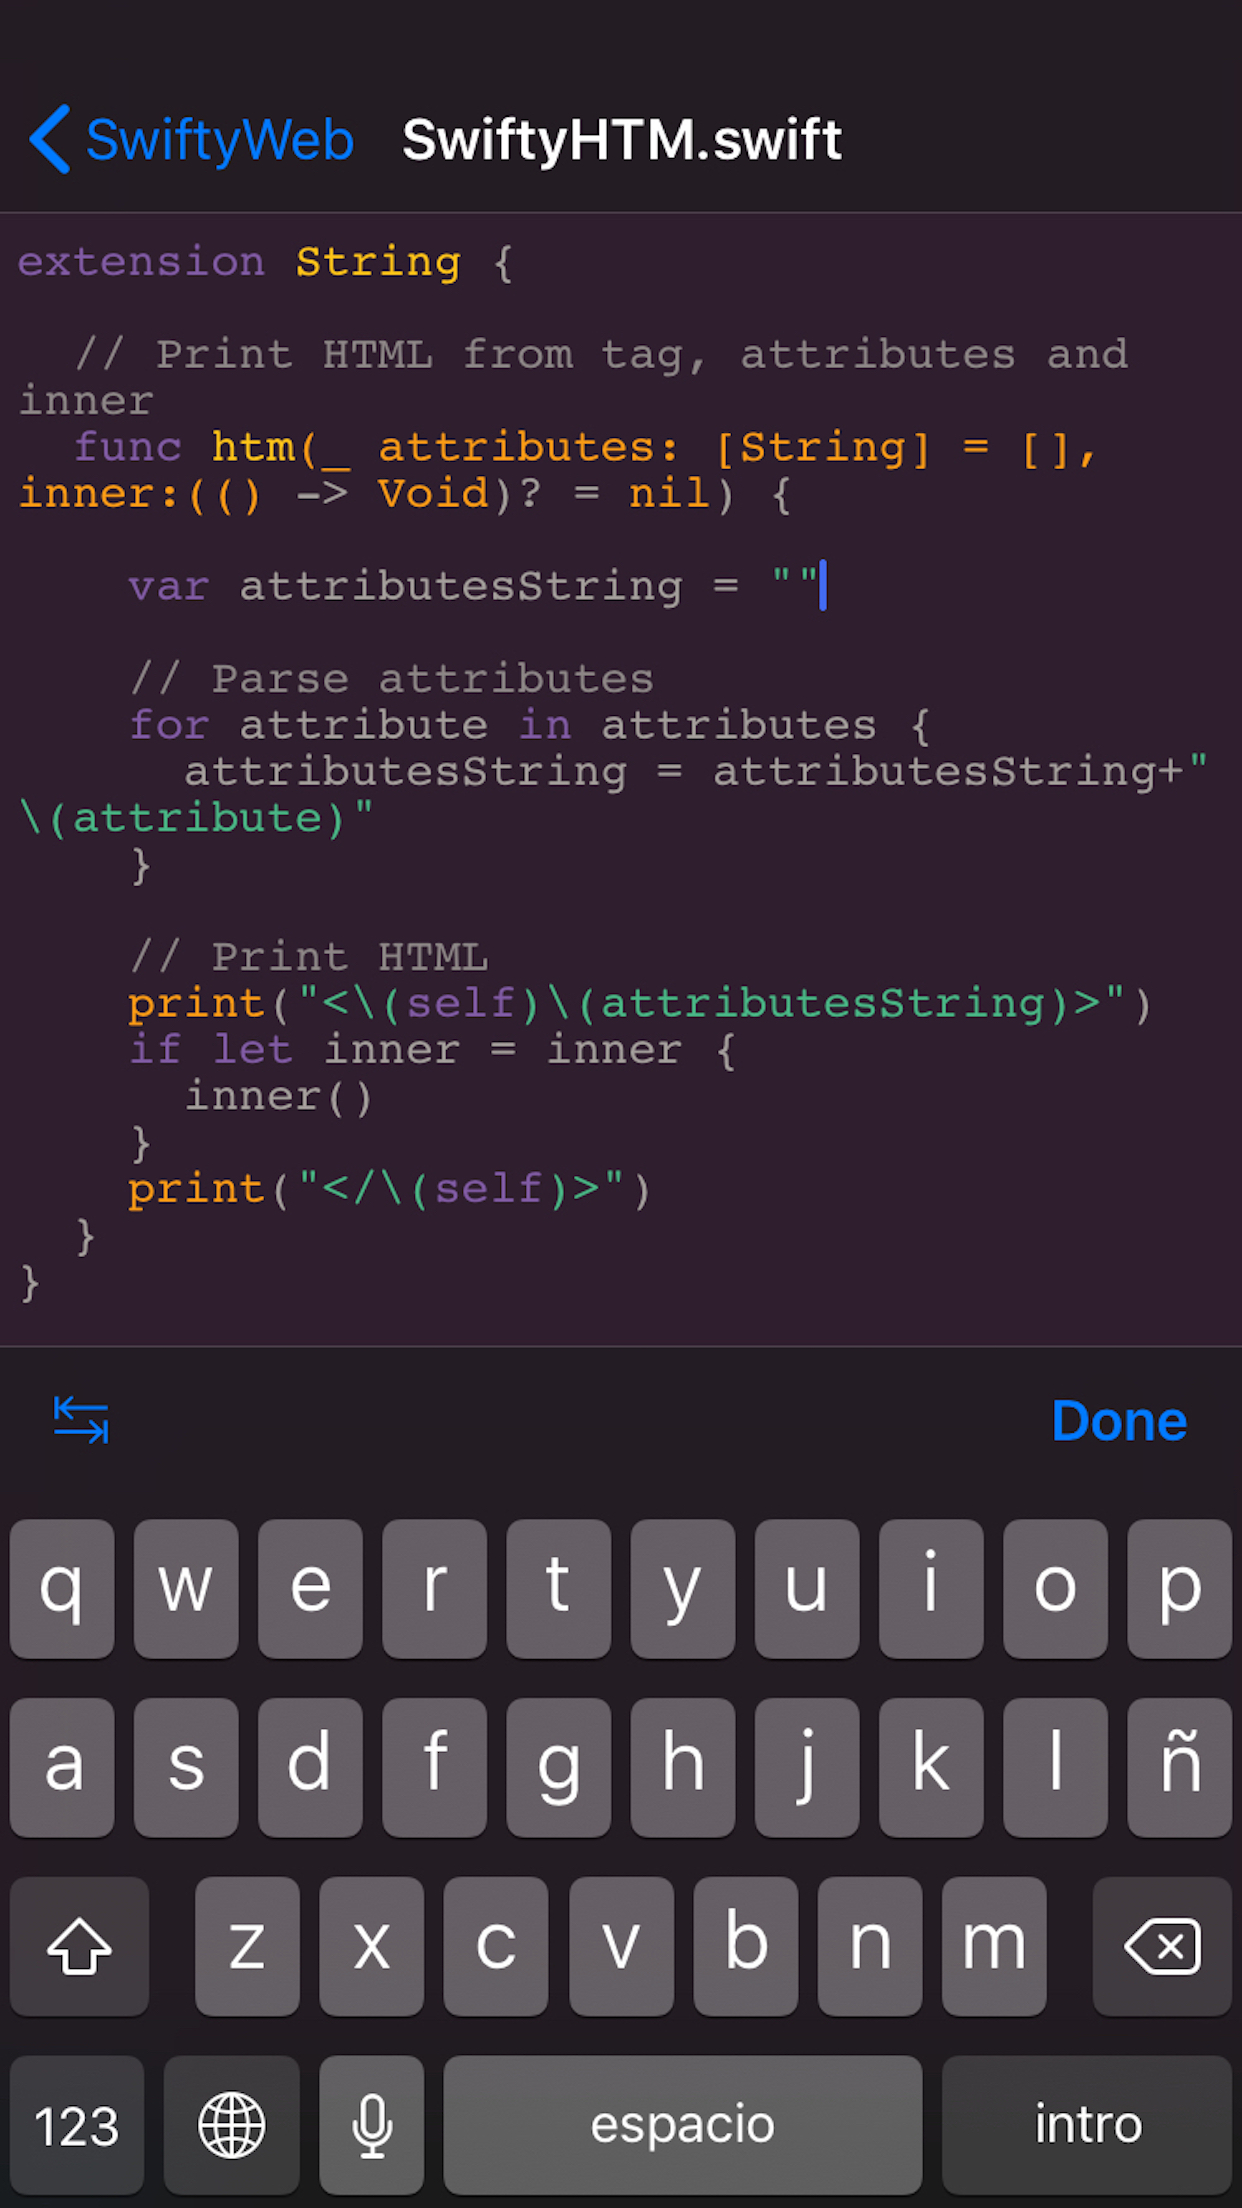 SwiftyWeb SwiftyHTM.swift
extension String {
// Print HTML from tag, attributes and
inner
func htm(_ attributes: [String] = [],
inner:(() -> Void)? = nil) {
var attributesString = ""
// Parse attributes
for attribute in attributes {
attributesString = attributesString+"
\(attribute)"
}
// Print HTML
print("<\(self)\(attributesString)>")
if let inner = inner {
inner()
}
print("</\(self)>")
}
}
Done
q w e r t y u i o p
a s d f g h j k l ñ
z x c v b n m
123 espacio intro